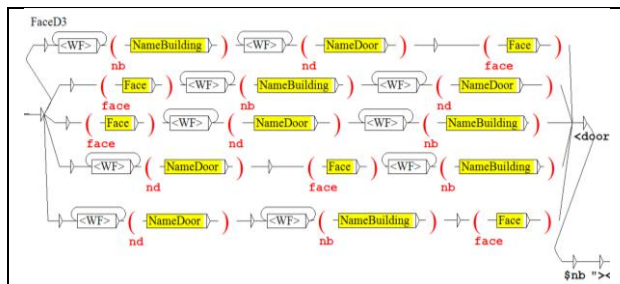 FaceD3
<WF> ( NameBuilding ) <WF> ( NameDoor ) ( Face )
nb nd face
( Face ) <WF> ( NameBuilding ) <WF> ( NameDoor )
face nb nd
( Face ) <WF> ( NameDoor ) <WF> ( NameBuilding )
face nd nb
<door
<WF> ( NameDoor ) ( Face ) <WF> ( NameBuilding )
nd face nb
<WF> ( NameDoor ) <WF> ( NameBuilding ) ( Face )
nd nb face
$nb "><